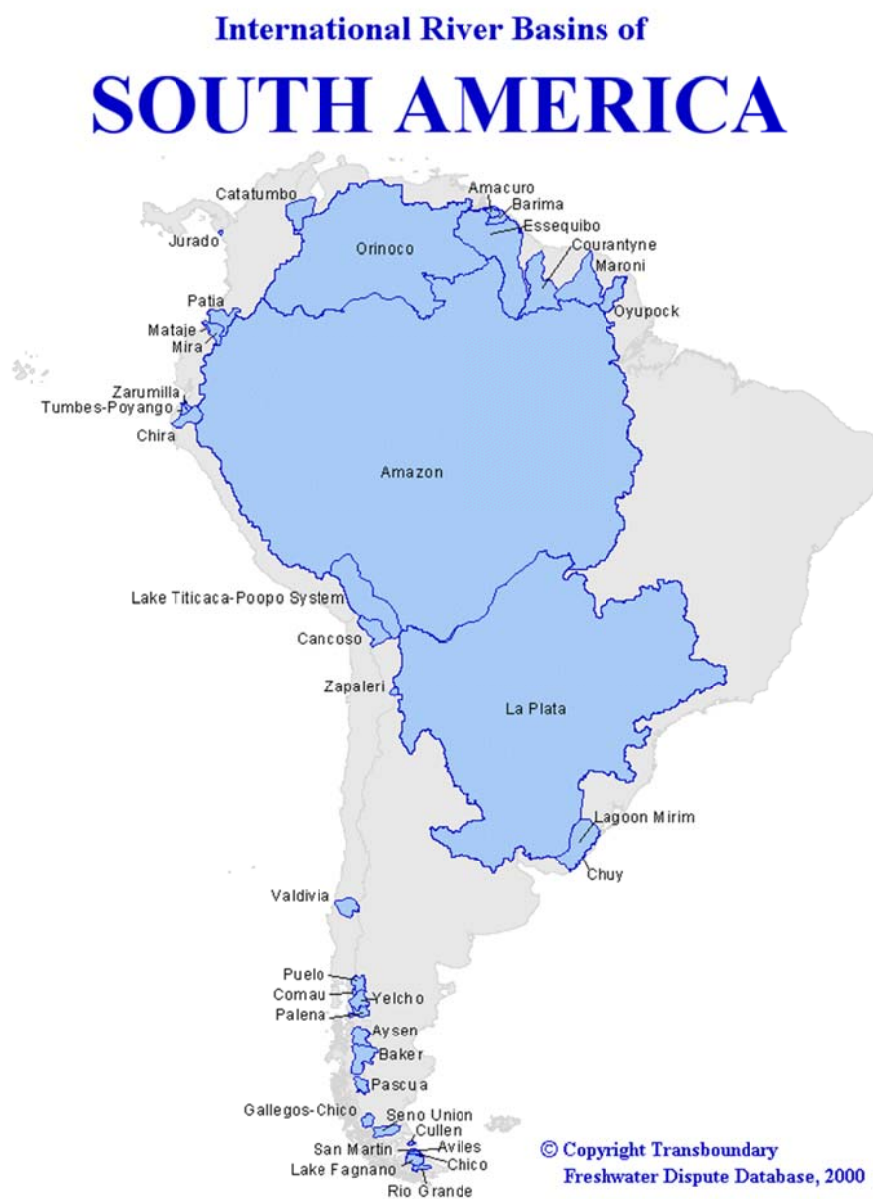 International River Basins of
SOUTH AMERICA
Catatumbo
Amacuro
Barima
Essequibo
Jurado
Orinoco
Courantyne
Maroni
Patia
Oyupock
Mataje
Mira
Zarumilla
Tumbes-Poyango
Chira
Amazon
Lake Titicaca-Poopo System
Cancoso
Zapaleri
La Plata
Lagoon Mirim
Chuy
Valdivia
Puelo
Comau
Yelcho
Palena
Aysen
Baker
Pascua
Gallegos-Chico
Seno Union
Cullen
San Martin
Aviles
Lake Fagnano
Chico
Rio Grande
© Copyright Transboundary
Freshwater Dispute Database, 2000